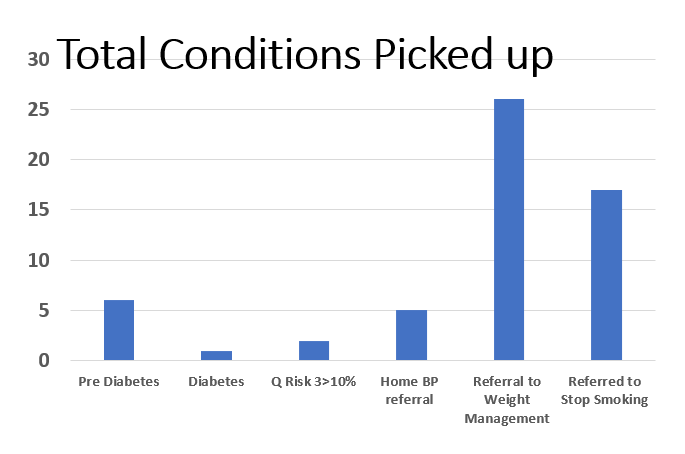 Total Conditions Picked up
30
25
20
15
10
5
0
Pre Diabetes
Diabetes
Q Risk 3>10%
Home BP
referral
Referral to
Weight
Management
Referred to
Stop Smoking